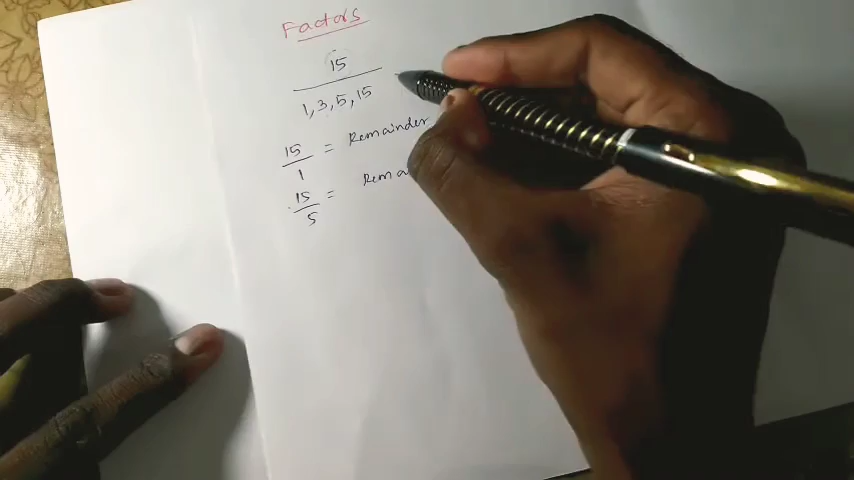 Factors
15
1, 3, 5, 15
15
1
= Remainder
15
5
=